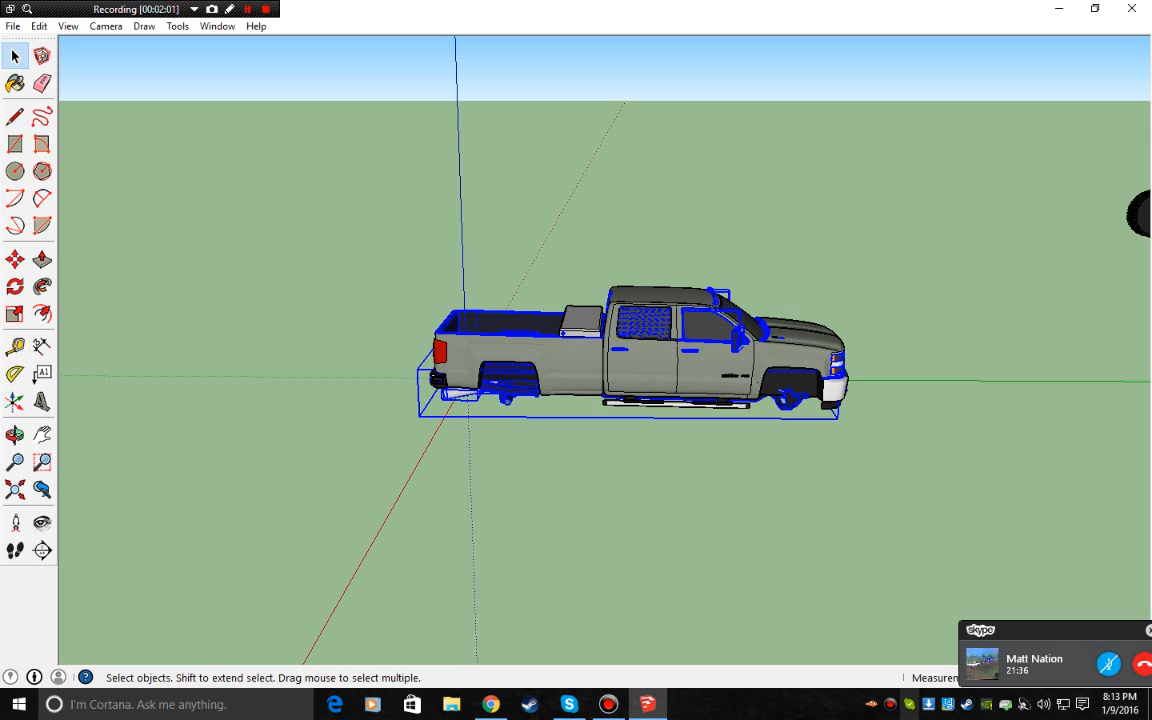 Recording [00:02:01]
File Edit View Camera Draw Tools Window Help
A1
skype
Matt Nation
21:36
Select objects. Shift to extend select. Drag mouse to select multiple.
Measurem
I'm Cortana. Ask me anything.
8:13 PM
1/9/2016